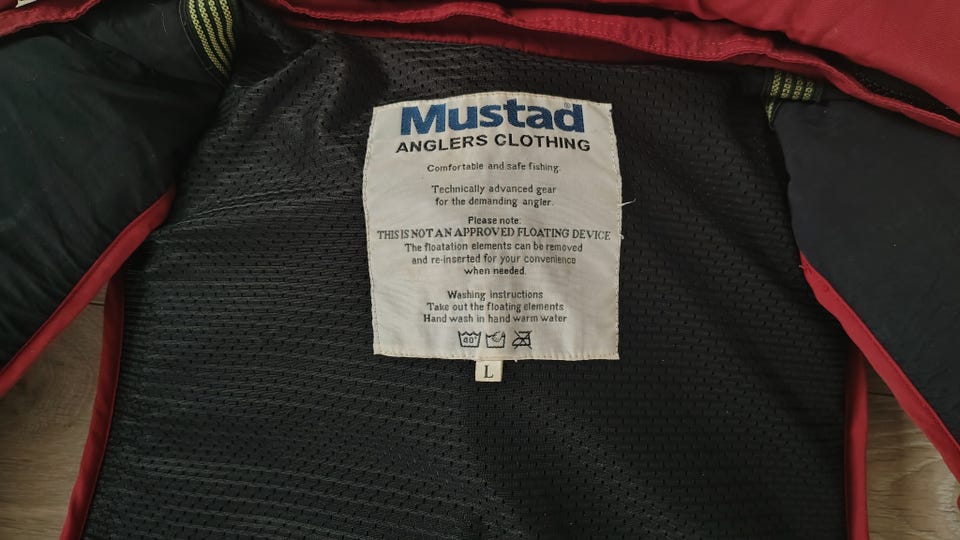 Mustad®
ANGLERS CLOTHING
Comfortable and safe fishing.
Technically advanced gear
for the demanding angler.
Please note:
THIS IS NOT AN APPROVED FLOATING DEVICE
The floatation elements can be removed
and re-inserted for your convenience
when needed.
Washing instructions
Take out the floating elements
Hand wash in hand warm water
40°
L